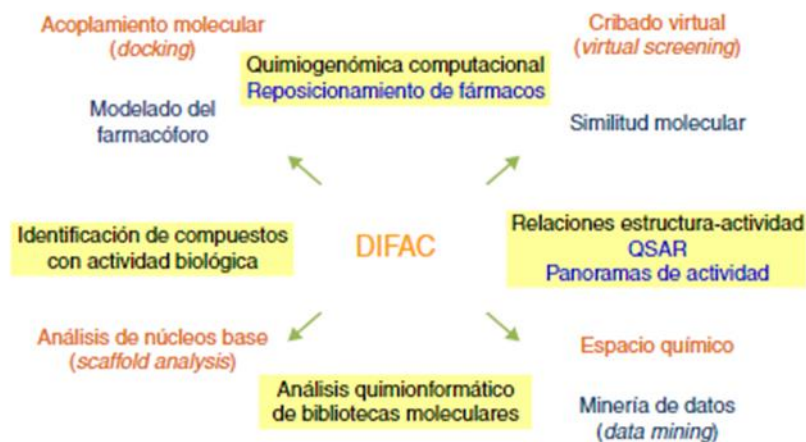 Acoplamiento molecular
(docking)
Cribado virtual
(virtual screening)
Quimiogenómica computacional
Reposicionamiento de fármacos
Modelado del
farmacóforo
Similitud molecular
Identificación de compuestos
con actividad biológica
DIFAC
Relaciones estructura-actividad
QSAR
Panoramas de actividad
Análisis de núcleos base
(scaffold analysis)
Espacio químico
Análisis quimionformático
de bibliotecas moleculares
Minería de datos
(data mining)